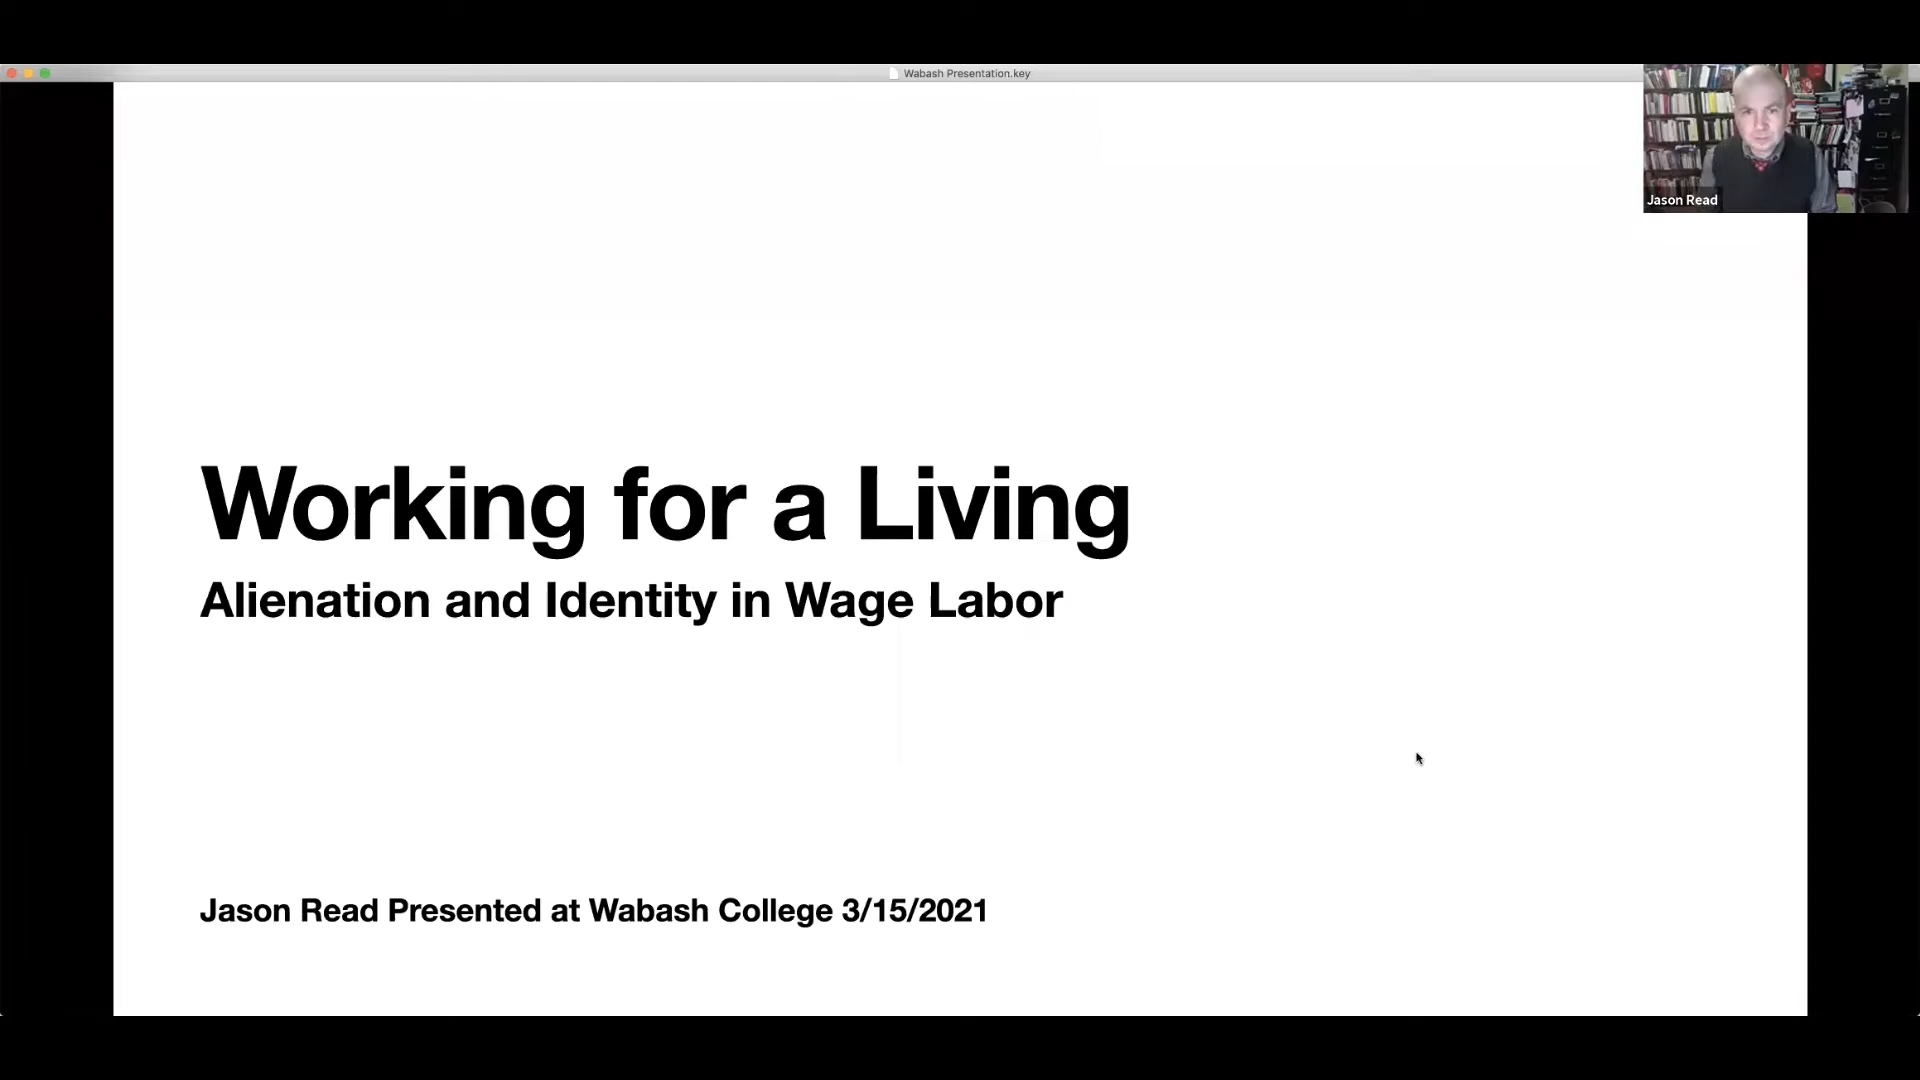 Wabash Presentation.key
Jason Read
Working for a Living
Alienation and Identity in Wage Labor
Jason Read Presented at Wabash College 3/15/2021